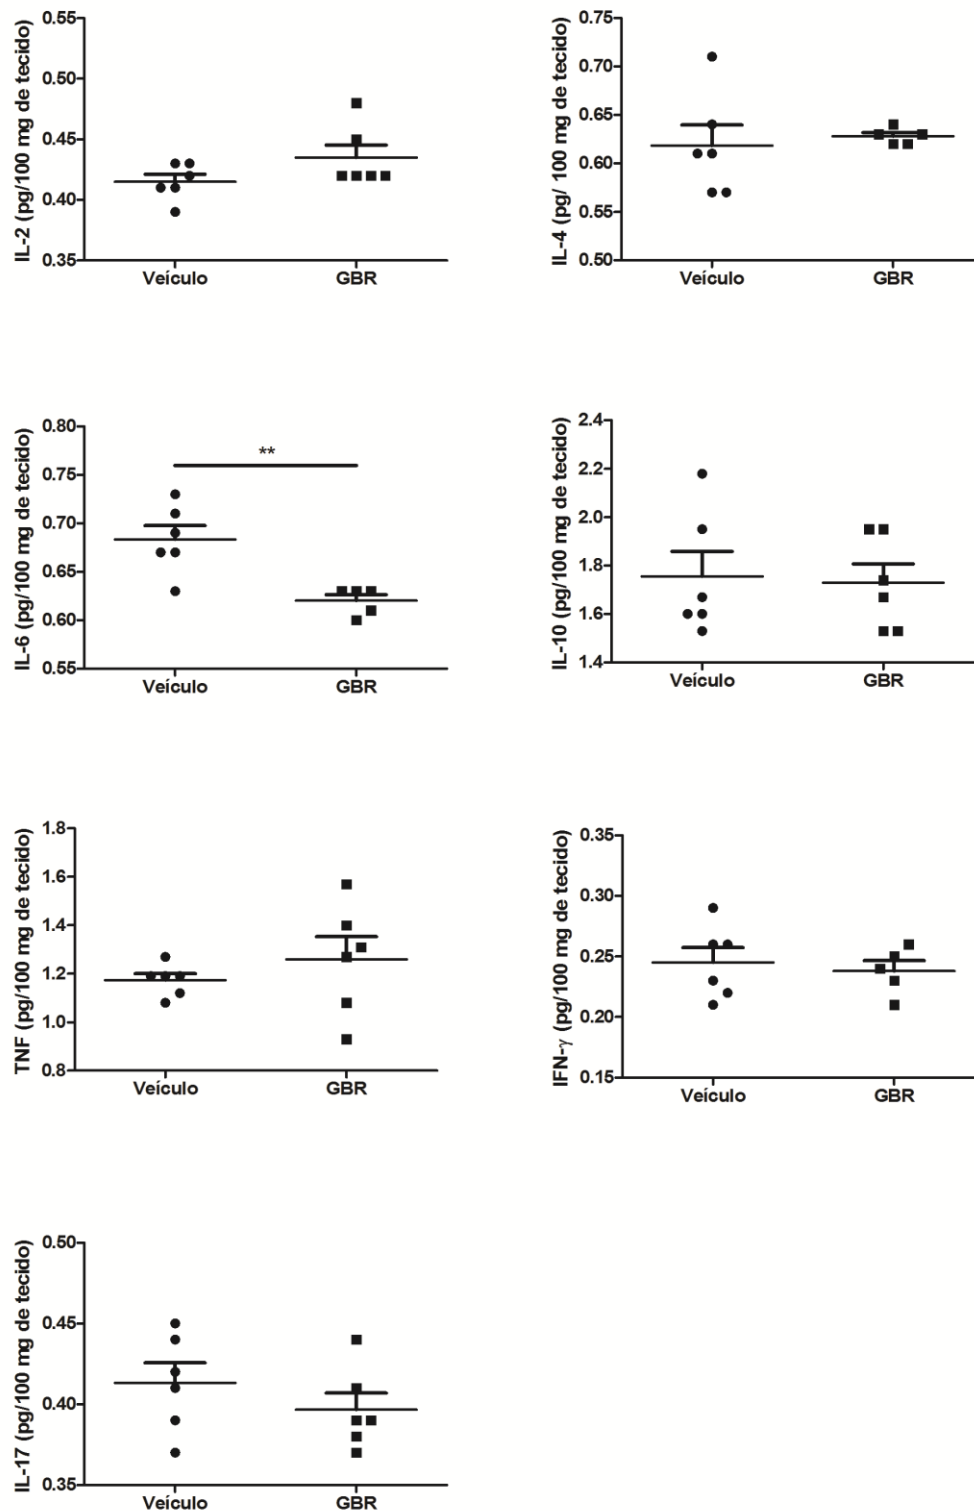 IL-2 (pg/100 mg de tecido)
0.55
0.50
0.45
0.40
0.35
Veículo GBR
IL-4 (pg/ 100 mg de tecido)
0.75
0.70
0.65
0.60
0.55
0.50
Veículo GBR
IL-6 (pg/100 mg de tecido)
0.80
0.75
0.70
0.65
0.60
0.55
**
Veículo GBR
IL-10 (pg/100 mg de tecido)
2.4
2.2
2.0
1.8
1.6
1.4
Veículo GBR
TNF (pg/100 mg de tecido)
1.8
1.6
1.4
1.2
1.0
0.8
Veículo GBR
IFN-γ (pg/100 mg de tecido)
0.35
0.30
0.25
0.20
0.15
Veículo GBR
IL-17 (pg/100 mg de tecido)
0.50
0.45
0.40
0.35
Veículo GBR